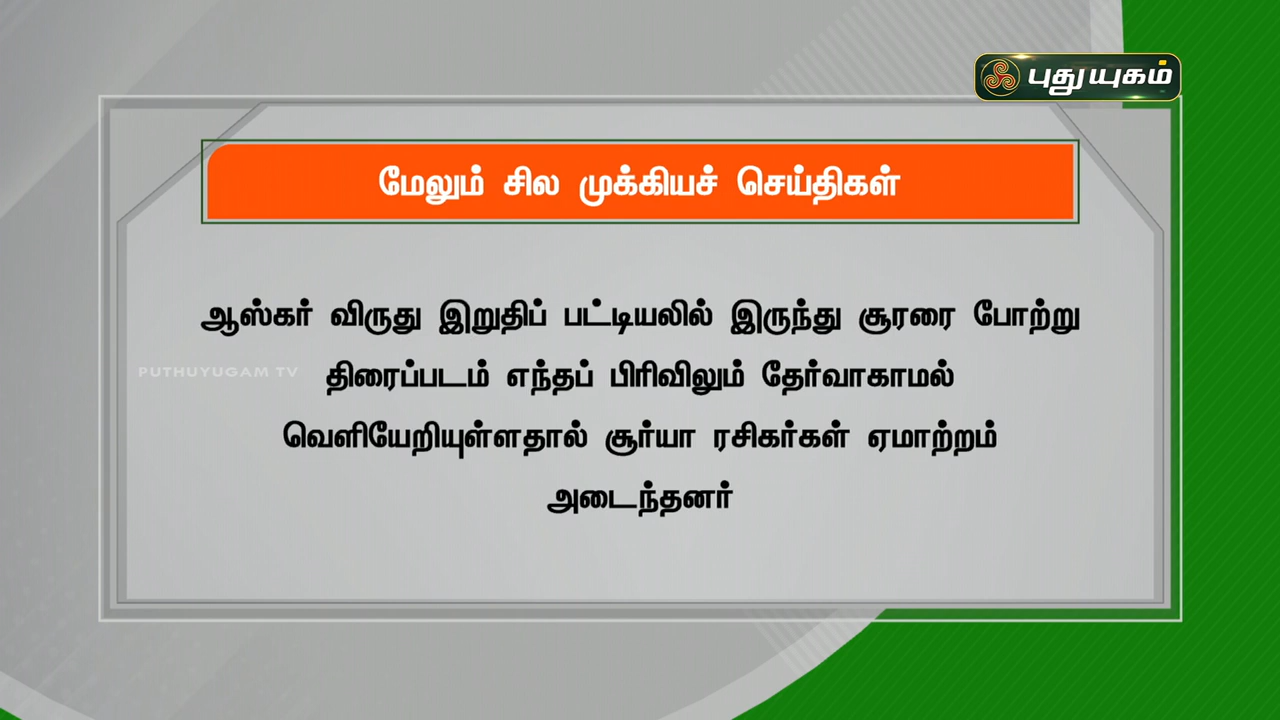 புதுயுகம்
மேலும் சில முக்கியச் செய்திகள்
ஆஸ்கர் விருது இறுதிப் பட்டியலில் இருந்து சூரரை போற்று
PUTHUYUGAM TV
திரைப்படம் எந்தப் பிரிவிலும் தேர்வாகாமல்
வெளியேறியுள்ளதால் சூர்யா ரசிகர்கள் ஏமாற்றம்
அடைந்தனர்